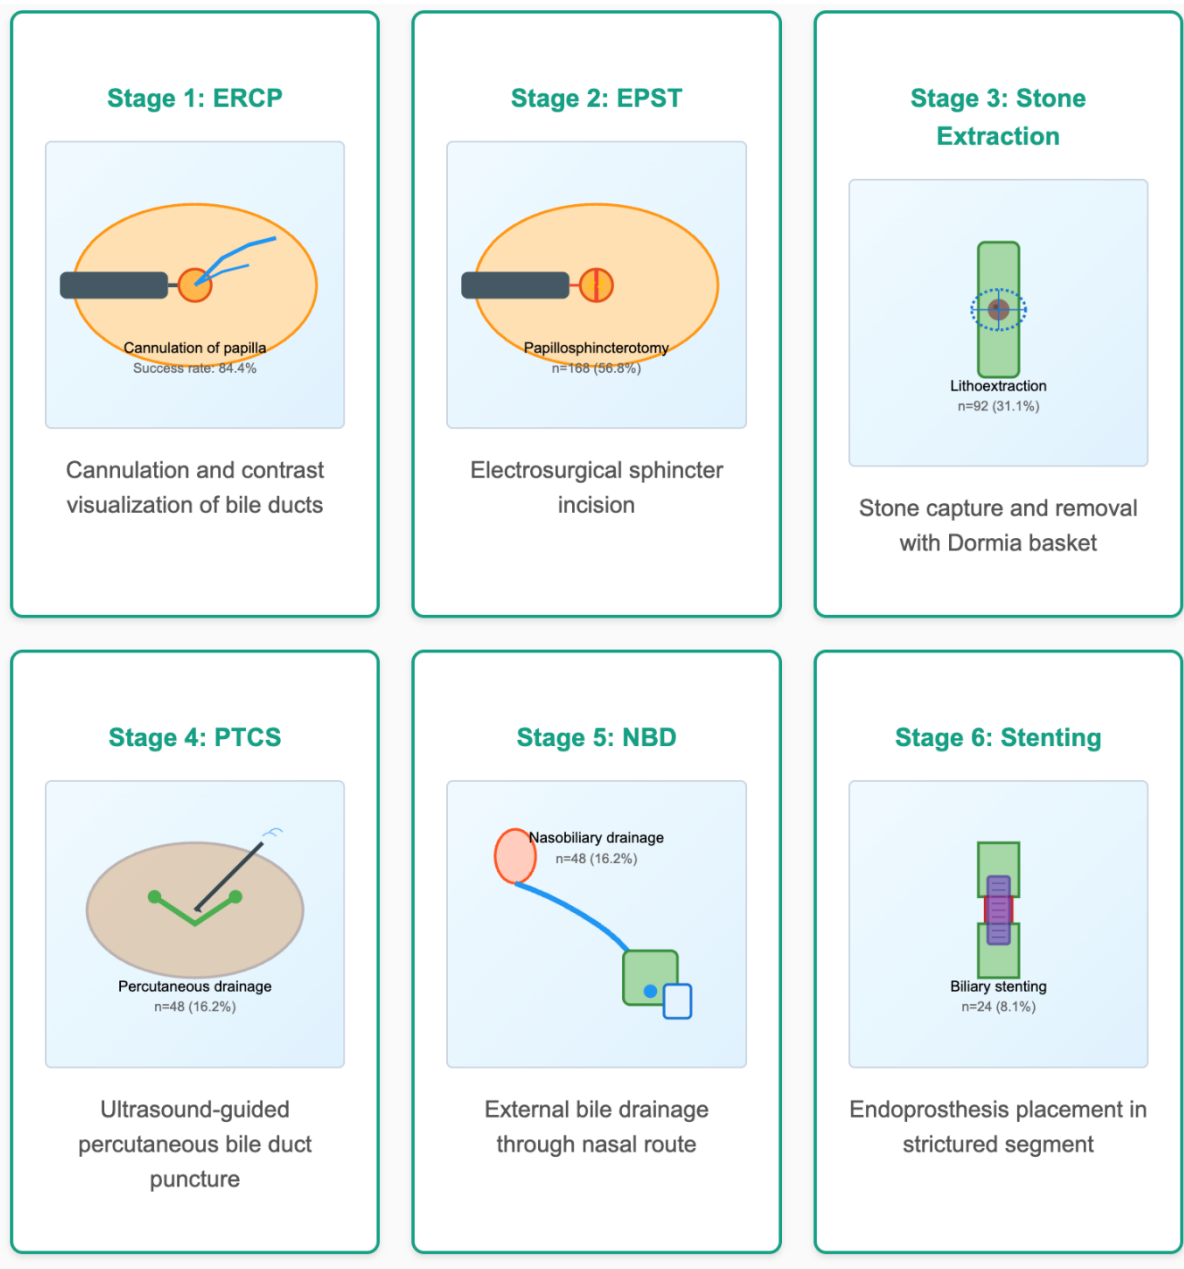 Stage 1: ERCP
Cannulation of papilla
Success rate: 84.4%
Cannulation and contrast
visualization of bile ducts
Stage 2: EPST
Papillosphincterotomy
n=168 (56.8%)
Electrosurgical sphincter
incision
Stage 3: Stone
Extraction
Lithoextraction
n=92 (31.1%)
Stone capture and removal
with Dormia basket
Stage 4: PTCS
Percutaneous drainage
n=48 (16.2%)
Ultrasound-guided
percutaneous bile duct
puncture
Stage 5: NBD
Nasobiliary drainage
n=48 (16.2%)
External bile drainage
through nasal route
Stage 6: Stenting
Biliary stenting
n=24 (8.1%)
Endoprosthesis placement in
strictured segment